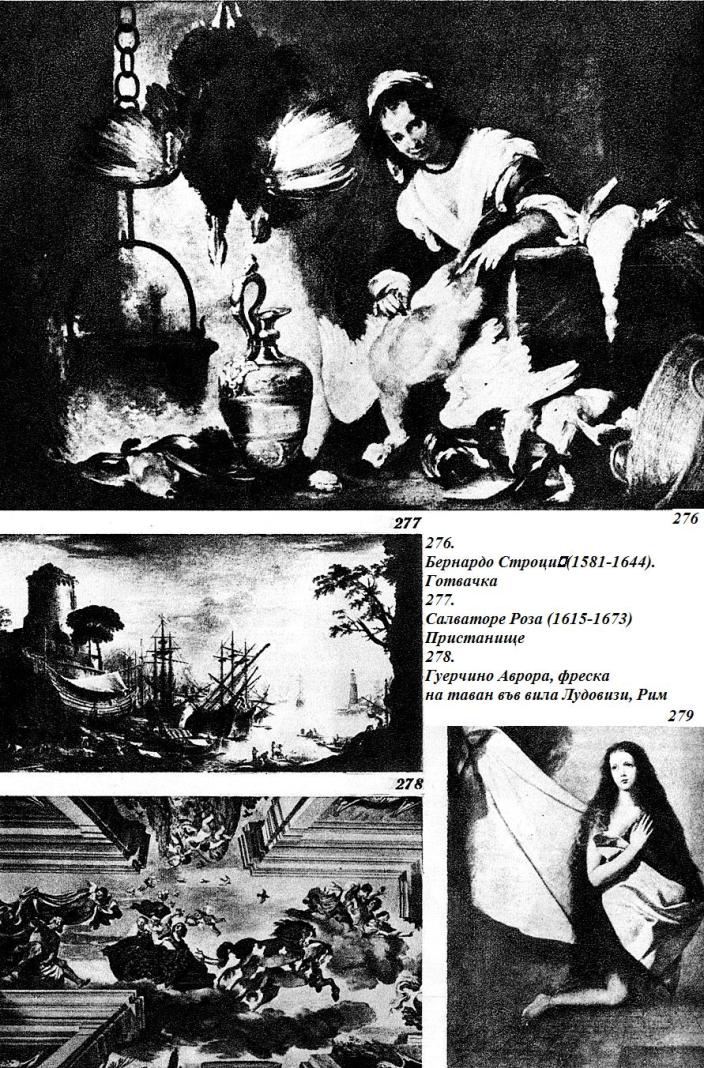 277
276
276.
Бернардо Строци (1581-1644).
Готвачка
277.
Салваторе Роза (1615-1673)
Пристанище
278.
Гуерчино Аврора, фреска
на таван във вила Лудовизи, Рим
279
278